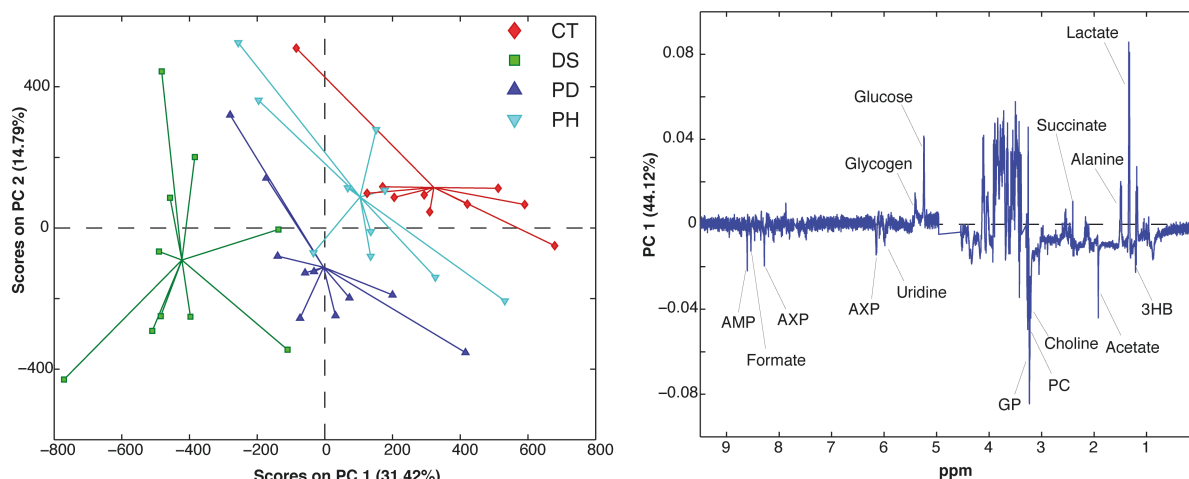 Scores on PC 2 (14.79%)
400
0
−400
−800
−600
−400
−200
0
200
400
600
800
Scores on PC 1 (31.42%)
CT
DS
PD
PH
PC 1 (44.12%)
0.08
0.04
0
−0.04
−0.08
9
8
7
6
5
4
3
2
1
ppm
Lactate
Glucose
Succinate
Glycogen
Alanine
AMP
AXP
Formate
AXP
Uridine
3HB
Choline
Acetate
PC
GP